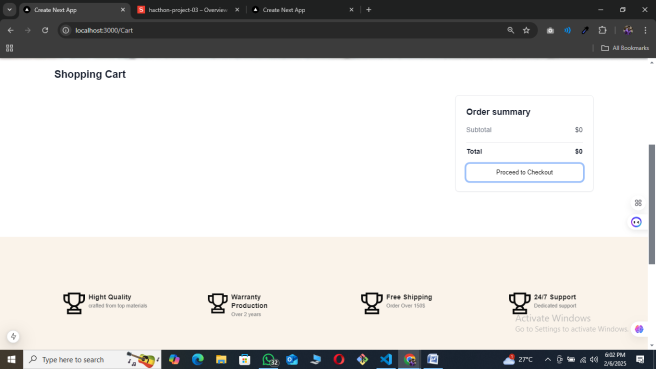 Create Next App
hacthon-project-03 – Overview
Create Next App
localhost:3000/Cart
All Bookmarks
Shopping Cart
Order summary
Subtotal $0
Total $0
Proceed to Checkout
Hight Quality
crafted from top materials
Warranty
Production
Over 2 years
Free Shipping
Order Over 150$
24/7 Support
Dedicated support
Activate Windows
Go to Settings to activate Windows.
Type here to search
32
27°C
6:02 PM
2/6/2025